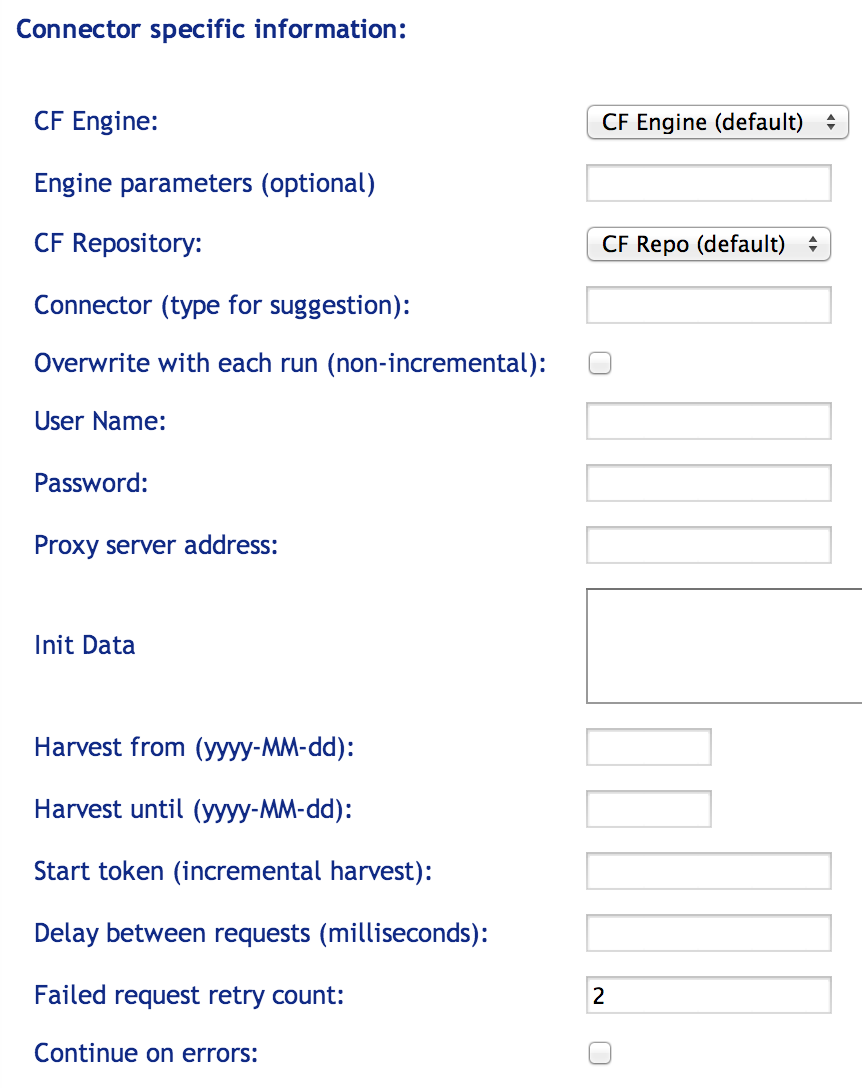 Connector specific information:
CF Engine: CF Engine (default)
Engine parameters (optional)
CF Repository: CF Repo (default)
Connector (type for suggestion):
Overwrite with each run (non-incremental):
User Name:
Password:
Proxy server address:
Init Data
Harvest from (yyyy-MM-dd):
Harvest until (yyyy-MM-dd):
Start token (incremental harvest):
Delay between requests (milliseconds):
Failed request retry count: 2
Continue on errors: